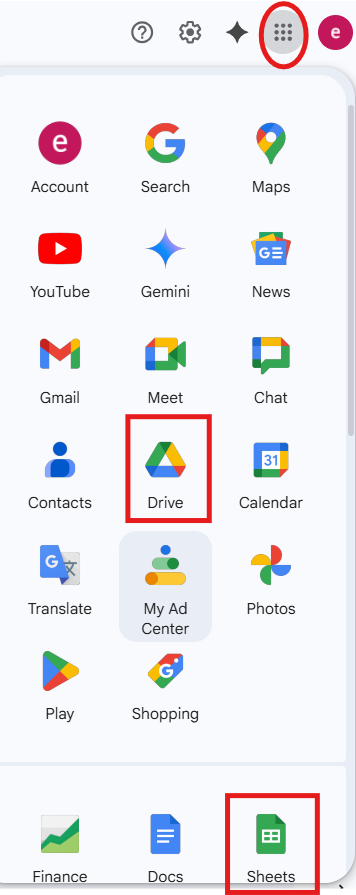 e
e
Account Search Maps
YouTube Gemini News
Gmail Meet Chat
31
Contacts Drive Calendar
Translate My Ad Center Photos
Play Shopping
Finance Docs Sheets